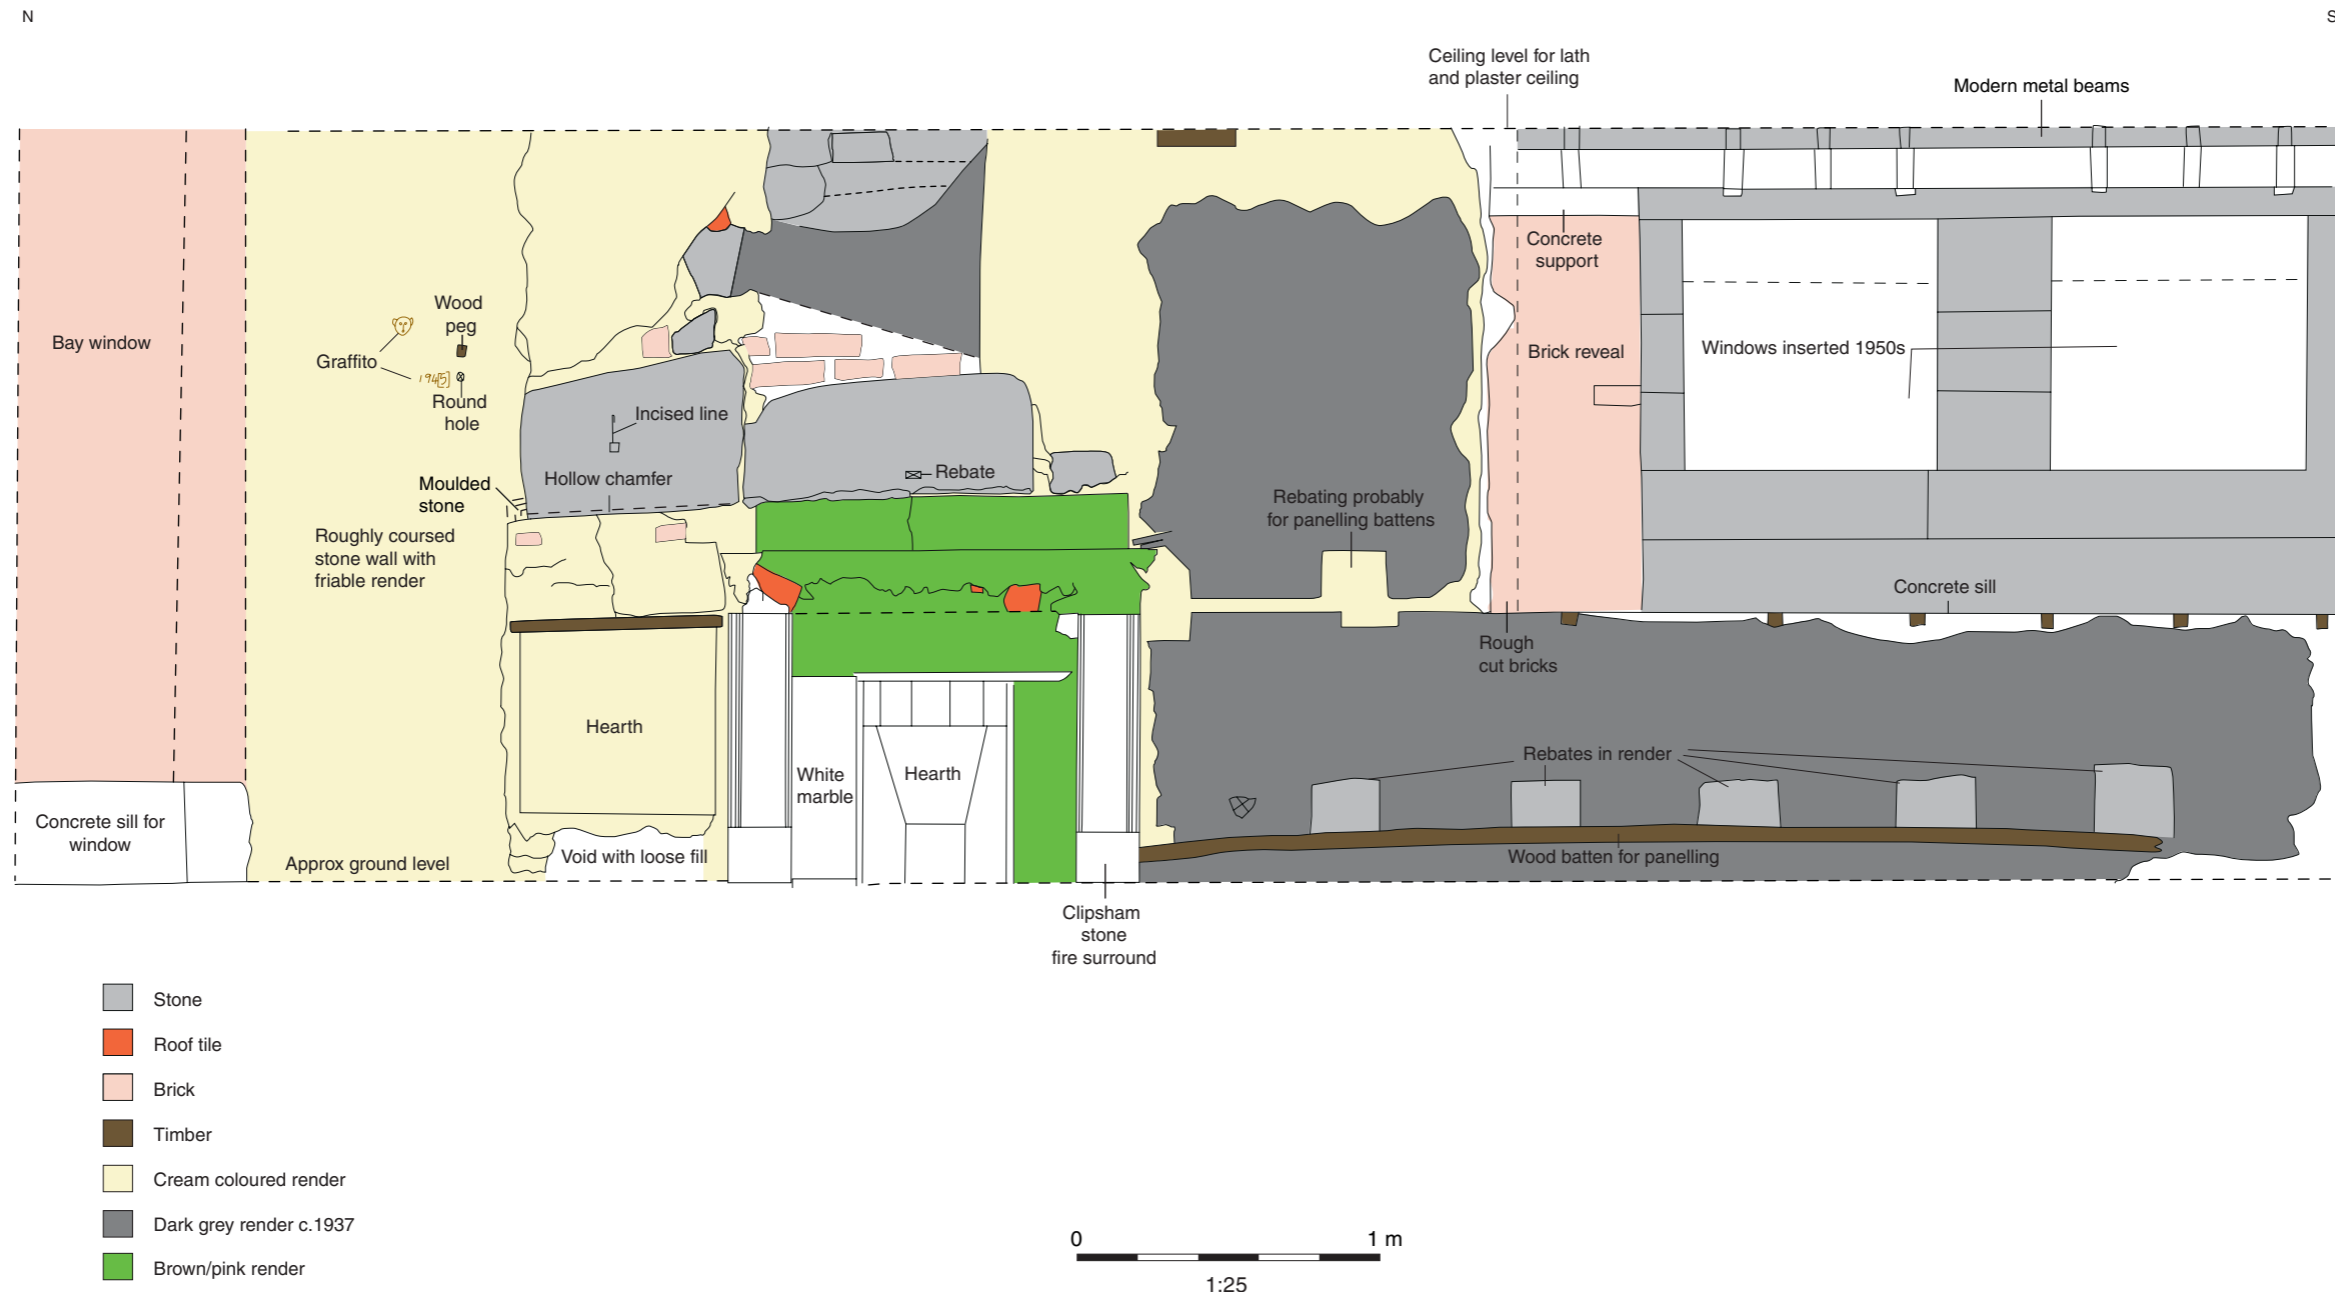 N
S
Ceiling level for lath
and plaster ceiling
Modern metal beams
Concrete
support
Wood
peg
Bay window
Graffito
Brick reveal
Windows inserted 1950s
194[5]
Round
hole
Incised line
Hollow chamfer
Rebate
Moulded
stone
Rebating probably
for panelling battens
Roughly coursed
stone wall with
friable render
Concrete sill
Rough
cut bricks
Hearth
White
marble
Hearth
Rebates in render
Concrete sill for
window
Approx ground level
Void with loose fill
Wood batten for panelling
Clipsham
stone
fire surround
Stone
Roof tile
Brick
Timber
Cream coloured render
Dark grey render c.1937
Brown/pink render
0
1 m
1:25